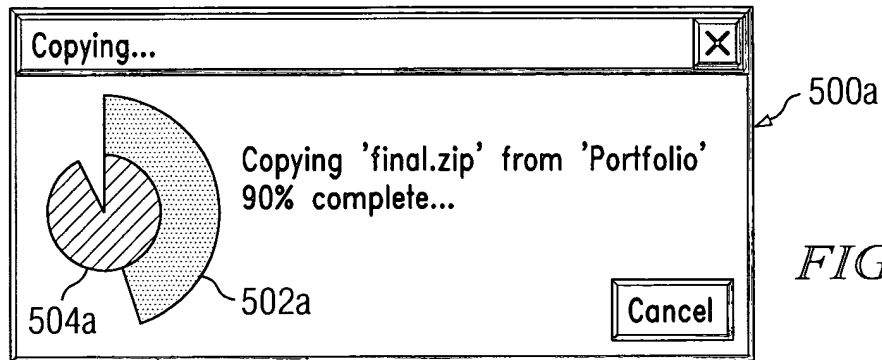 Copying...
500a
Copying 'final.zip' from 'Portfolio'
90% complete...
FIG
504a
502a
Cancel